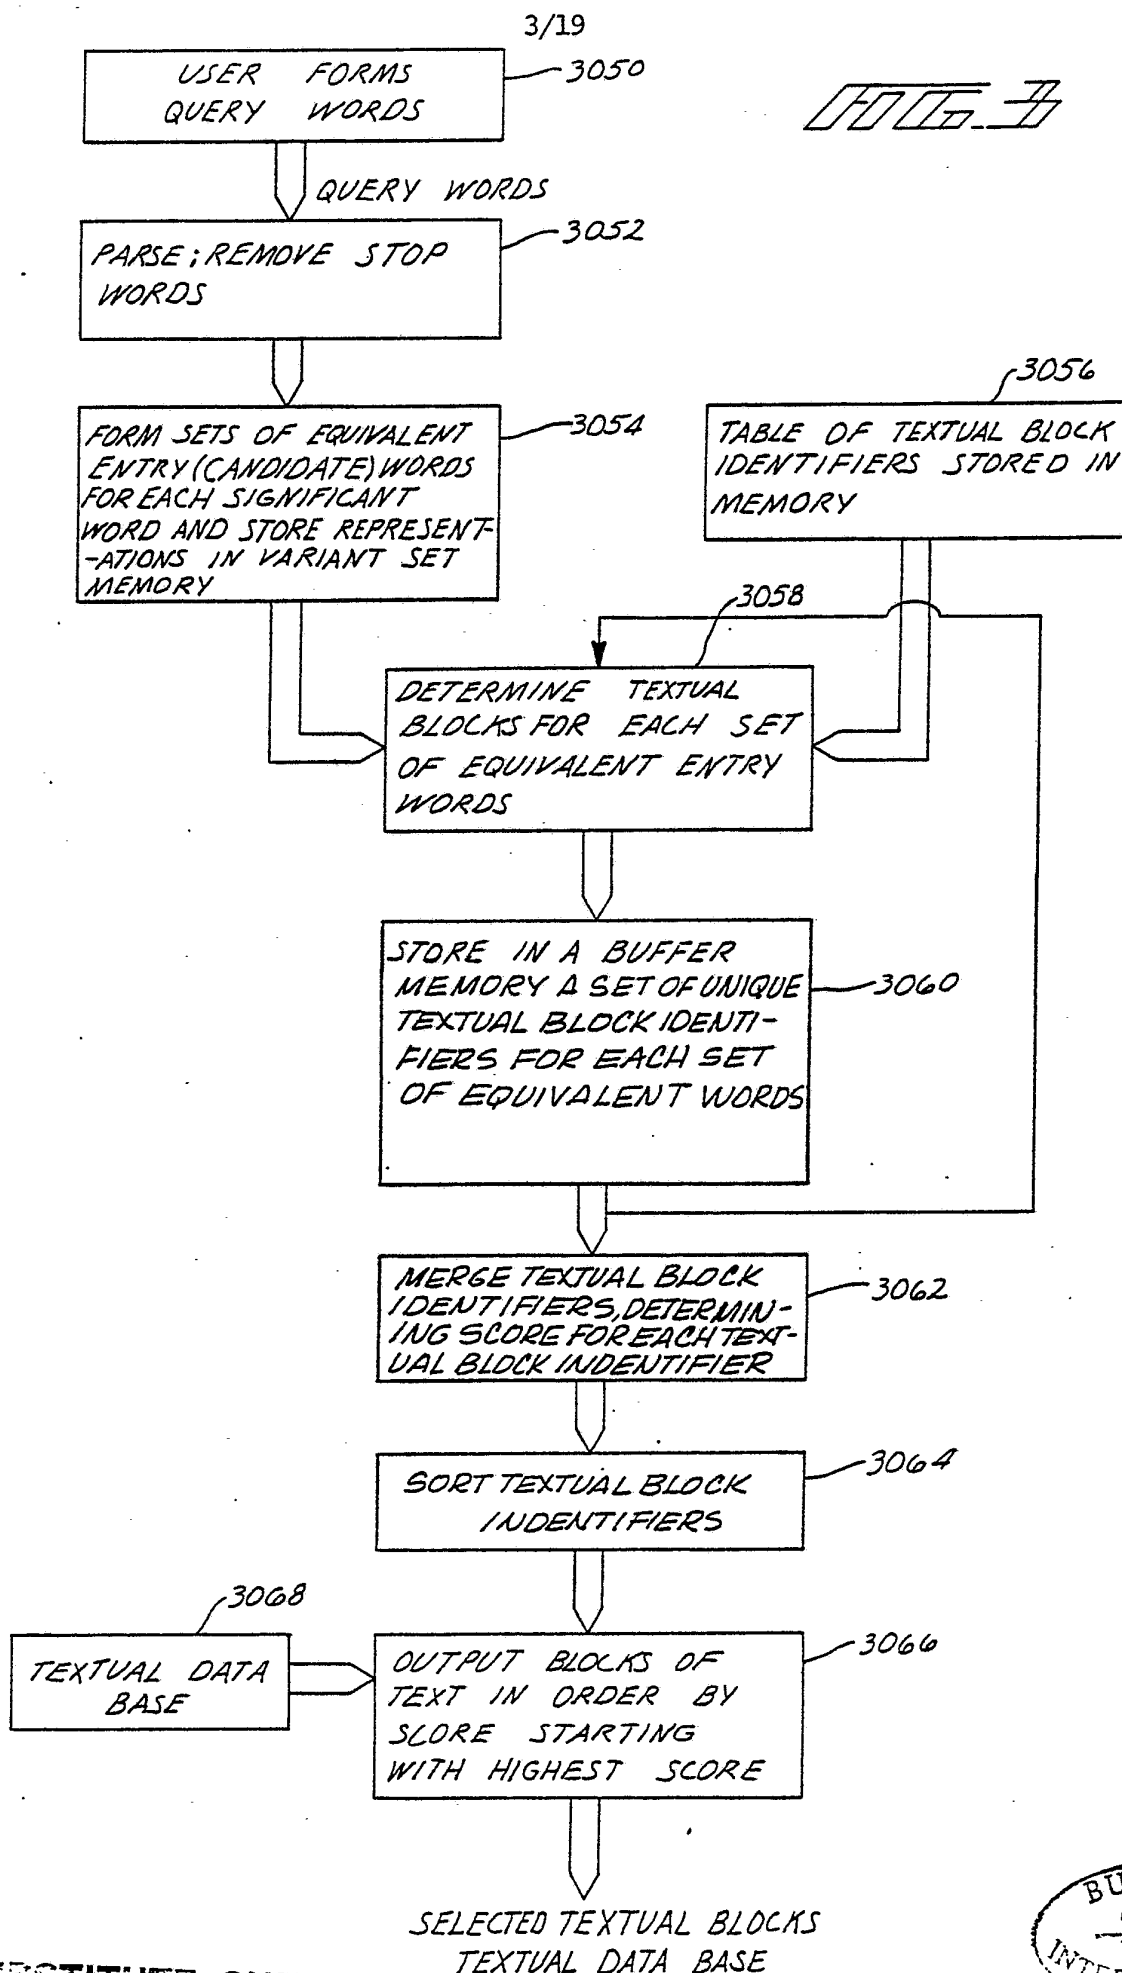 3/19
USER FORMS
QUERY WORDS
3050
FIG. 3
QUERY WORDS
PARSE; REMOVE STOP
WORDS
3052
FORM SETS OF EQUIVALENT
ENTRY (CANDIDATE) WORDS
FOR EACH SIGNIFICANT
WORD AND STORE REPRESENT-
-ATIONS IN VARIANT SET
MEMORY
3054
3056
TABLE OF TEXTUAL BLOCK
IDENTIFIERS STORED IN
MEMORY
3058
DETERMINE TEXTUAL
BLOCKS FOR EACH SET
OF EQUIVALENT ENTRY
WORDS
STORE IN A BUFFER
MEMORY A SET OF UNIQUE
TEXTUAL BLOCK IDENTI-
FIERS FOR EACH SET
OF EQUIVALENT WORDS
3060
MERGE TEXTUAL BLOCK
IDENTIFIERS, DETERMIN-
ING SCORE FOR EACH TEXT-
UAL BLOCK INDENTIFIER
3062
SORT TEXTUAL BLOCK
INDENTIFIERS
3064
3068
TEXTUAL DATA
BASE
OUTPUT BLOCKS OF
TEXT IN ORDER BY
SCORE STARTING
WITH HIGHEST SCORE
3066
SELECTED TEXTUAL BLOCKS
TEXTUAL DATA BASE